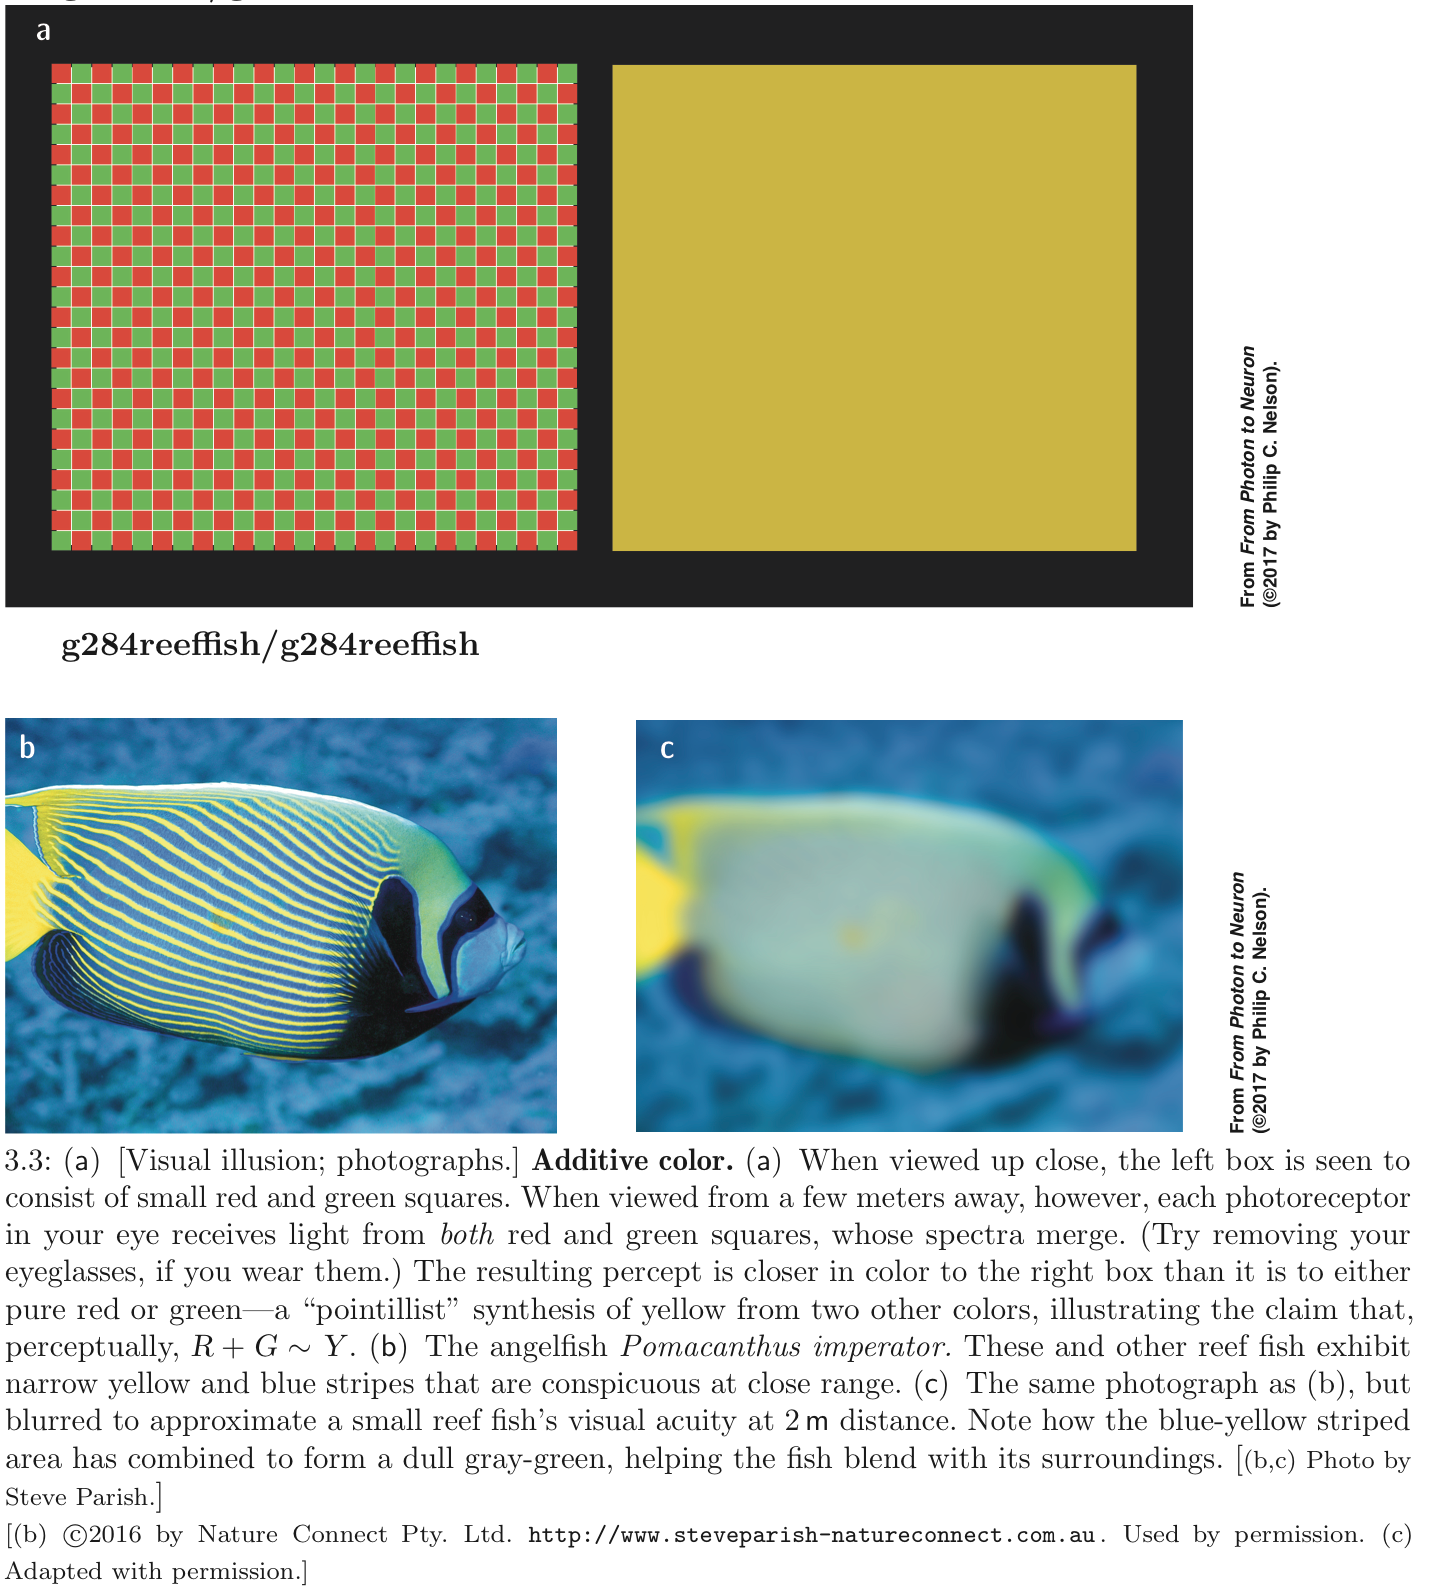 a
From From Photon to Neuron
(©2017 by Philip C. Nelson).
g284reeffish/g284reeffish
b
c
From From Photon to Neuron
(©2017 by Philip C. Nelson).
3.3: (a) [Visual illusion; photographs.] Additive color. (a) When viewed up close, the left box is seen to
consist of small red and green squares. When viewed from a few meters away, however, each photoreceptor
in your eye receives light from both red and green squares, whose spectra merge. (Try removing your
eyeglasses, if you wear them.) The resulting percept is closer in color to the right box than it is to either
pure red or green—a “pointillist” synthesis of yellow from two other colors, illustrating the claim that,
perceptually, R + G ∼ Y. (b) The angelfish Pomacanthus imperator. These and other reef fish exhibit
narrow yellow and blue stripes that are conspicuous at close range. (c) The same photograph as (b), but
blurred to approximate a small reef fish’s visual acuity at 2 m distance. Note how the blue-yellow striped
area has combined to form a dull gray-green, helping the fish blend with its surroundings. [(b,c) Photo by
Steve Parish.]
[(b) ©2016 by Nature Connect Pty. Ltd. http://www.steveparish-natureconnect.com.au. Used by permission. (c)
Adapted with permission.]